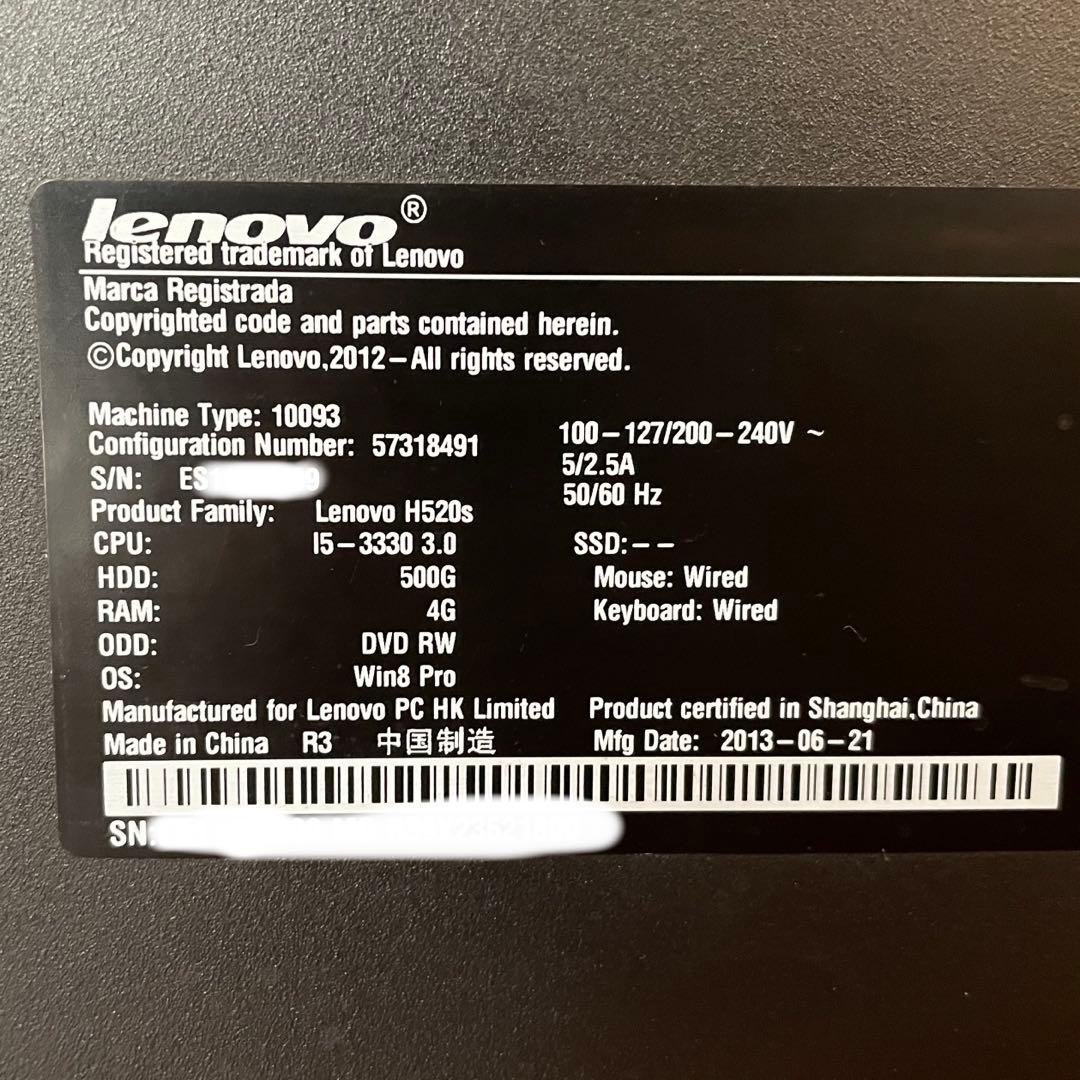 lenovo®
Registered trademark of Lenovo
Marca Registrada
Copyrighted code and parts contained herein.
©Copyright Lenovo,2012–All rights reserved.
Machine Type: 10093
Configuration Number: 57318491
S/N: ES
Product Family: Lenovo H520s
CPU: I5–3330 3.0
HDD: 500G
RAM: 4G
ODD: DVD RW
OS: Win8 Pro
100–127/200–240V ~
5/2.5A
50/60 Hz
SSD:– –
Mouse: Wired
Keyboard: Wired
Manufactured for Lenovo PC HK Limited Product certified in Shanghai,China
Made in China R3 中国制造 Mfg Date: 2013–06–21
SN: